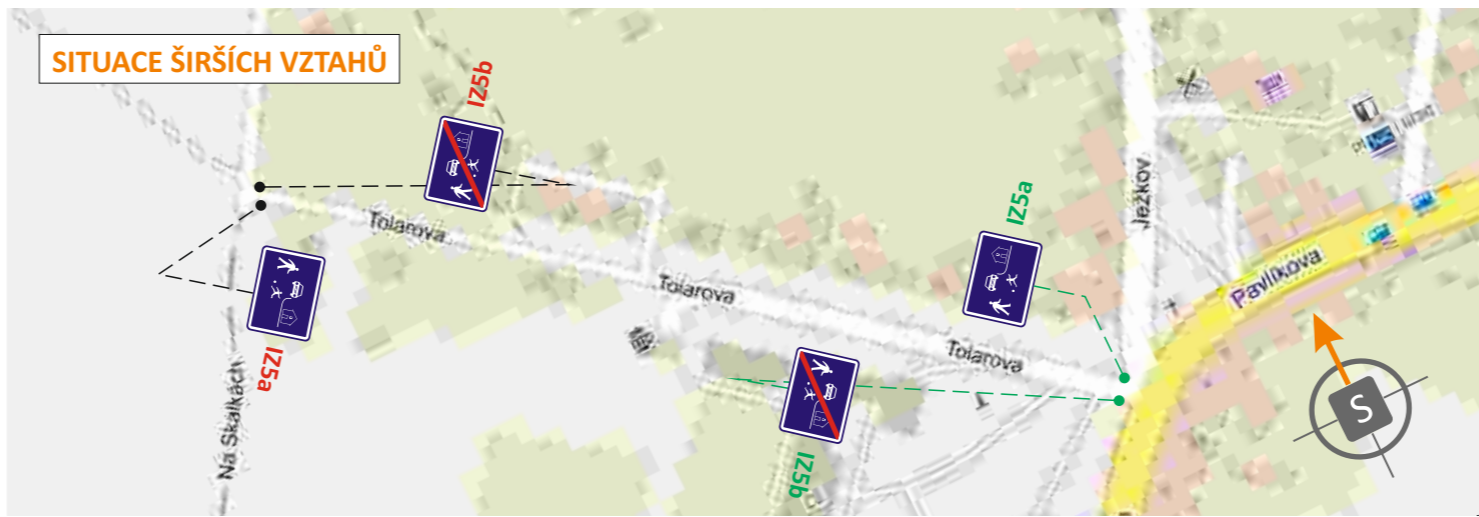 SITUACE ŠIRŠÍCH VZTAHŮ
IZ5b
IZ5a
Ježkov
Tolarova
Pavlíkova
Tolarova
Tolarova
IZ5a
Na Skalkách
IZ5b
S